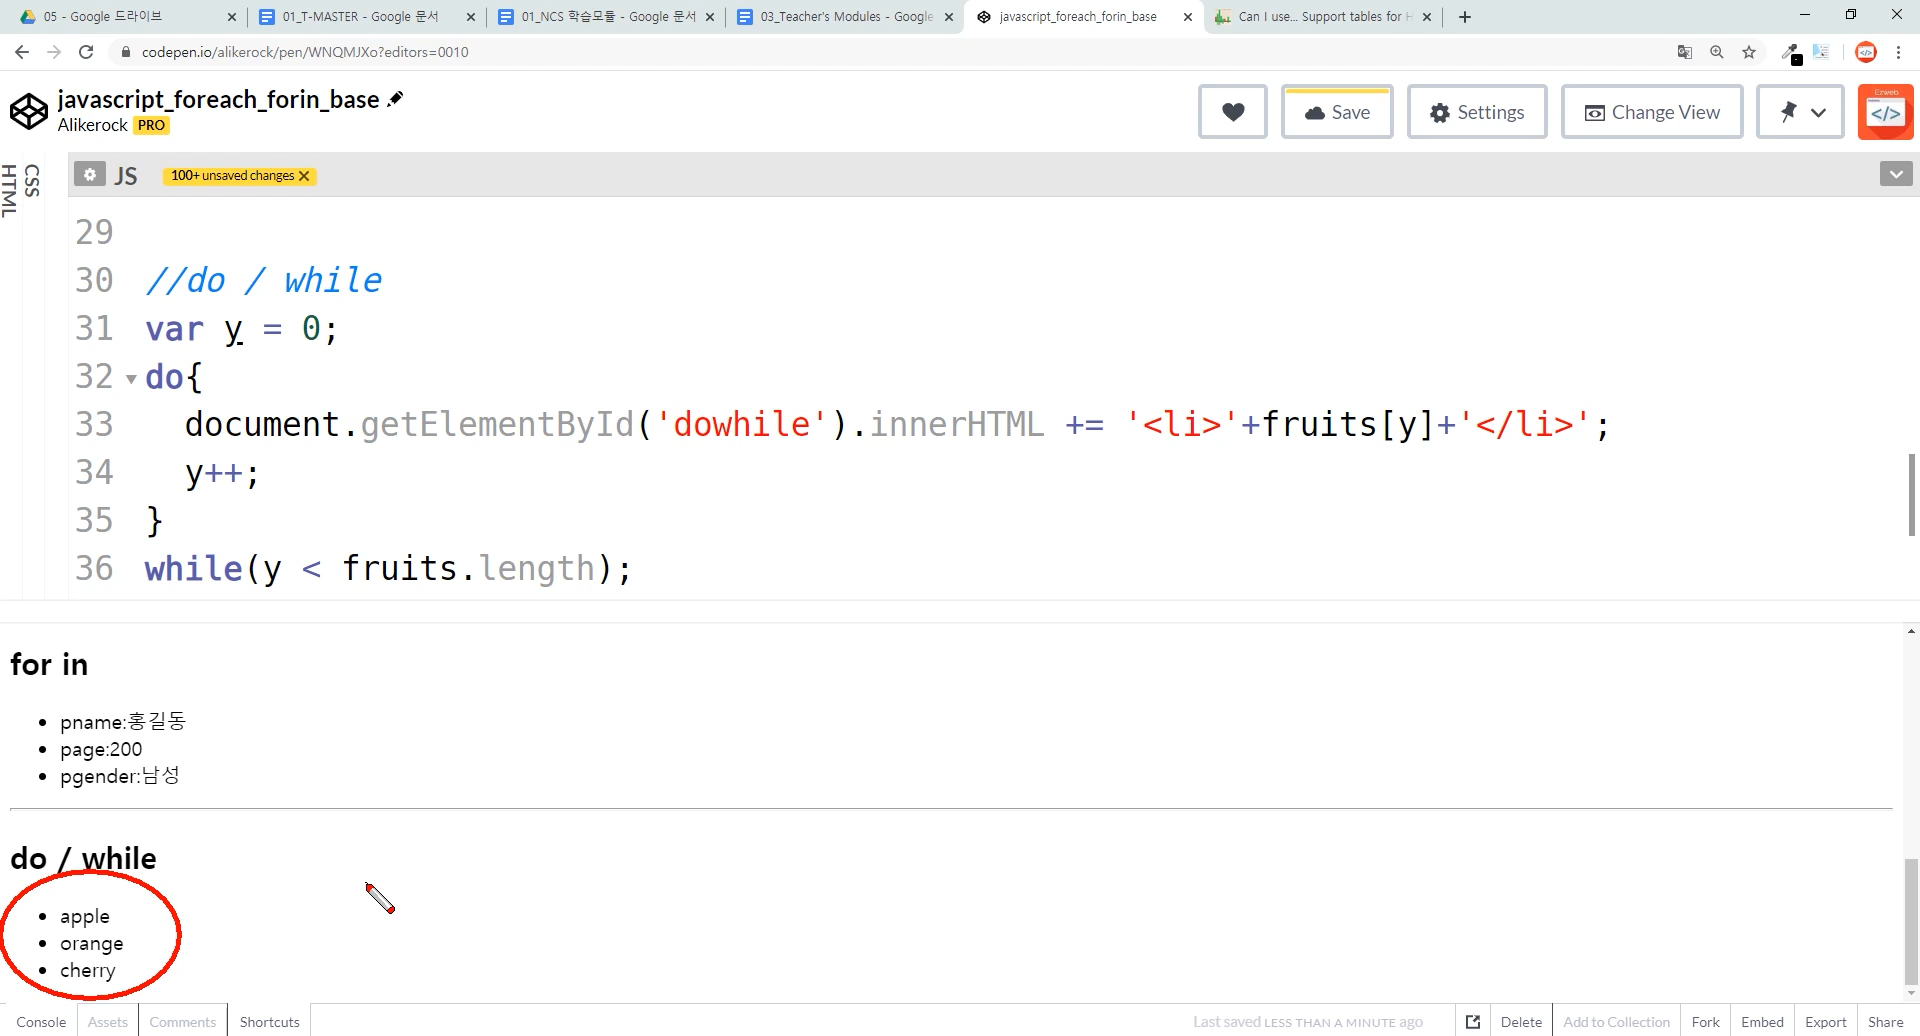 05 - Google 드라이브
01_T-MASTER - Google 문서
01_NCS 학습모듈 - Google 문서
03_Teacher's Modules - Google
javascript_foreach_forin_base
Can I use... Support tables for H
codepen.io/alikerock/pen/WNQMJXo?editors=0010
javascript_foreach_forin_base
Alikerock PRO
Save
Settings
Change View
Ezweb
</>
HTML
CSS
JS
100+ unsaved changes
29
30 //do / while
31 var y = 0;
32 do{
33 document.getElementById('dowhile').innerHTML += '<li>'+fruits[y]+'</li>';
34 y++;
35 }
36 while(y < fruits.length);
for in
pname:홍길동
page:200
pgender:남성
do / while
apple
orange
cherry
Console
Assets
Comments
Shortcuts
Last saved LESS THAN A MINUTE ago
Delete
Add to Collection
Fork
Embed
Export
Share